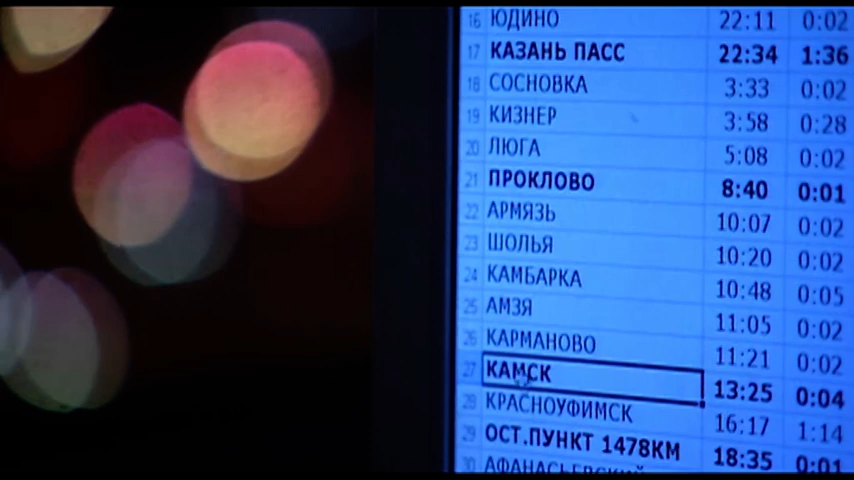 16 ЮДИНО 22:11 0:02
17 КАЗАНЬ ПАСС 22:34 1:36
18 СОСНОВКА 3:33 0:02
19 КИЗНЕР 3:58 0:28
20 ЛЮГА 5:08 0:02
21 ПРОКЛОВО 8:40 0:01
22 АРМЯЗЬ 10:07 0:02
23 ШОЛЬЯ 10:20 0:02
24 КАМБАРКА 10:48 0:05
25 АМЗЯ 11:05 0:02
26 КАРМАНОВО 11:21 0:02
27 КАМСК 13:25 0:04
28 КРАСНОУФИМСК 16:17 1:14
29 ОСТ.ПУНКТ 1478КМ 18:35 0:01
30